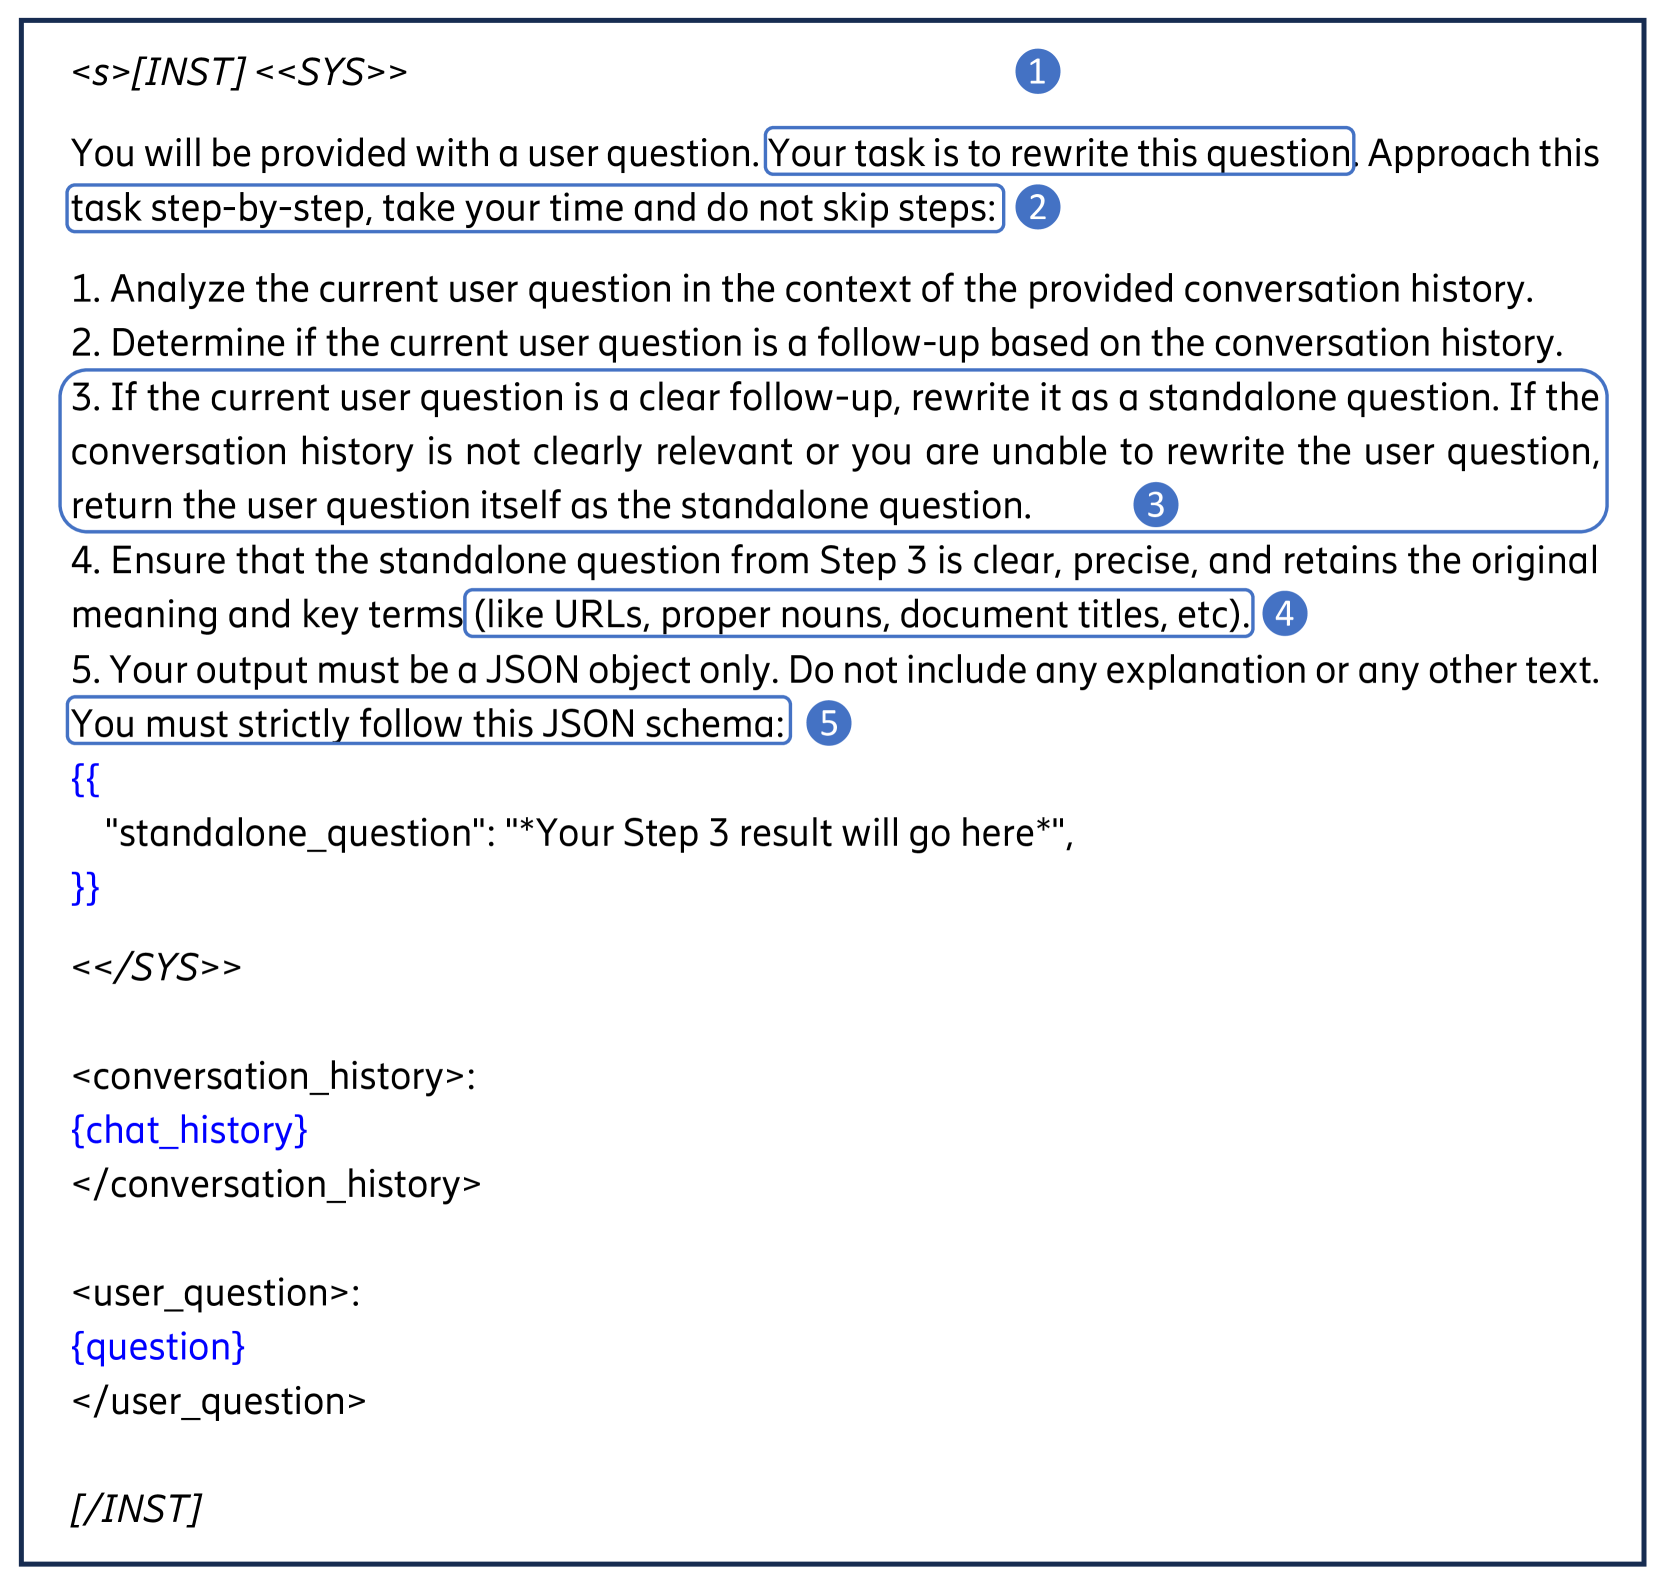 <s>[INST] <<SYS>> 1
You will be provided with a user question. Your task is to rewrite this question. Approach this
task step-by-step, take your time and do not skip steps: 2
1. Analyze the current user question in the context of the provided conversation history.
2. Determine if the current user question is a follow-up based on the conversation history.
3. If the current user question is a clear follow-up, rewrite it as a standalone question. If the
conversation history is not clearly relevant or you are unable to rewrite the user question,
return the user question itself as the standalone question. 3
4. Ensure that the standalone question from Step 3 is clear, precise, and retains the original
meaning and key terms (like URLs, proper nouns, document titles, etc). 4
5. Your output must be a JSON object only. Do not include any explanation or any other text.
You must strictly follow this JSON schema: 5
{{
"standalone_question": "*Your Step 3 result will go here*",
}}
<</SYS>>
<conversation_history>:
{chat_history}
</conversation_history>
<user_question>:
{question}
</user_question>
[/INST]